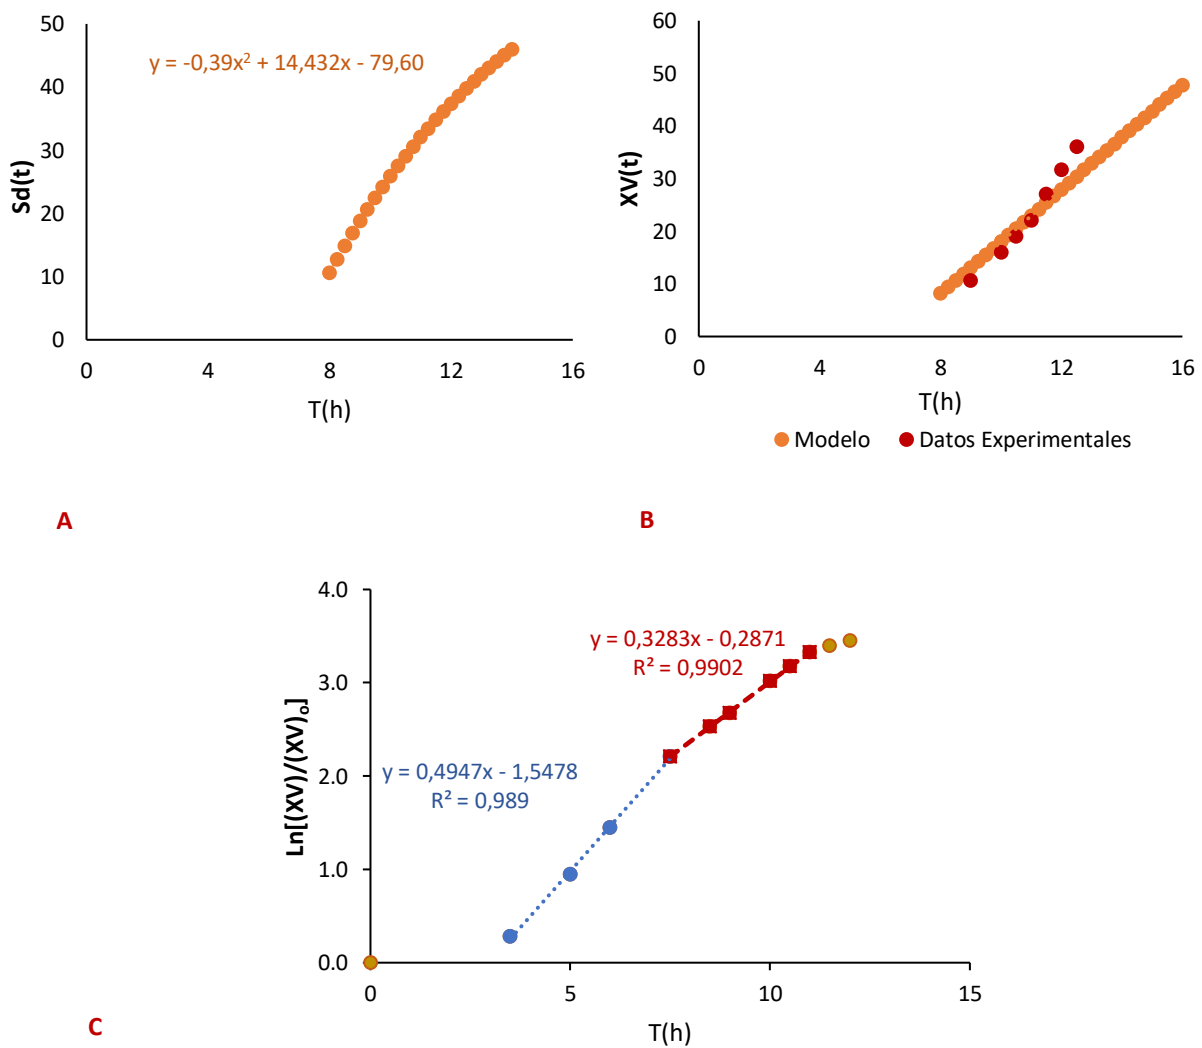 50
40
30
20
10
0
Sd(t)
y = -0,39x² + 14,432x - 79,60
0 4 8 12 16
T(h)
A
60
50
40
30
20
10
0
XV(t)
0 4 8 12 16
T(h)
Modelo Datos Experimentales
B
4.0
3.0
2.0
1.0
0.0
Ln[(XV)/(XV)₀]
y = 0,3283x - 0,2871
R² = 0,9902
y = 0,4947x - 1,5478
R² = 0,989
0 5 10 15
T(h)
C